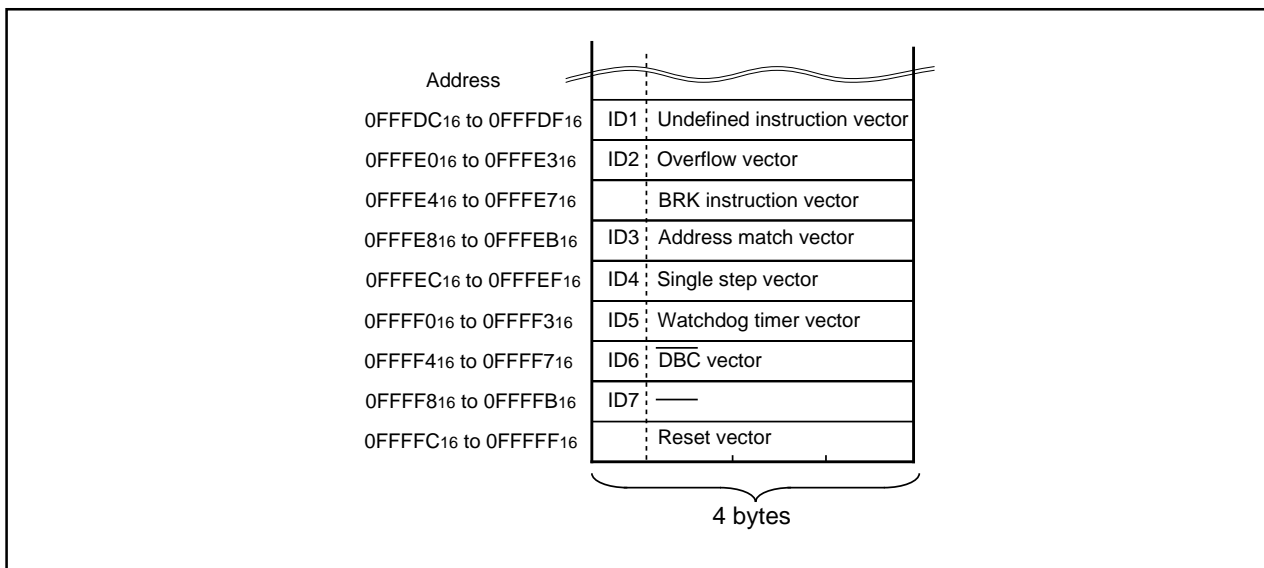 Address
0FFFDC16 to 0FFFDF16 ID1 Undefined instruction vector
0FFFE016 to 0FFFE316 ID2 Overflow vector
0FFFE416 to 0FFFE716 BRK instruction vector
0FFFE816 to 0FFFEB16 ID3 Address match vector
0FFFEC16 to 0FFFEF16 ID4 Single step vector
0FFFF016 to 0FFFF316 ID5 Watchdog timer vector
0FFFF416 to 0FFFF716 ID6 D̅B̅C̅ vector
0FFFF816 to 0FFFFB16 ID7 —
0FFFFC16 to 0FFFFF16 Reset vector
4 bytes